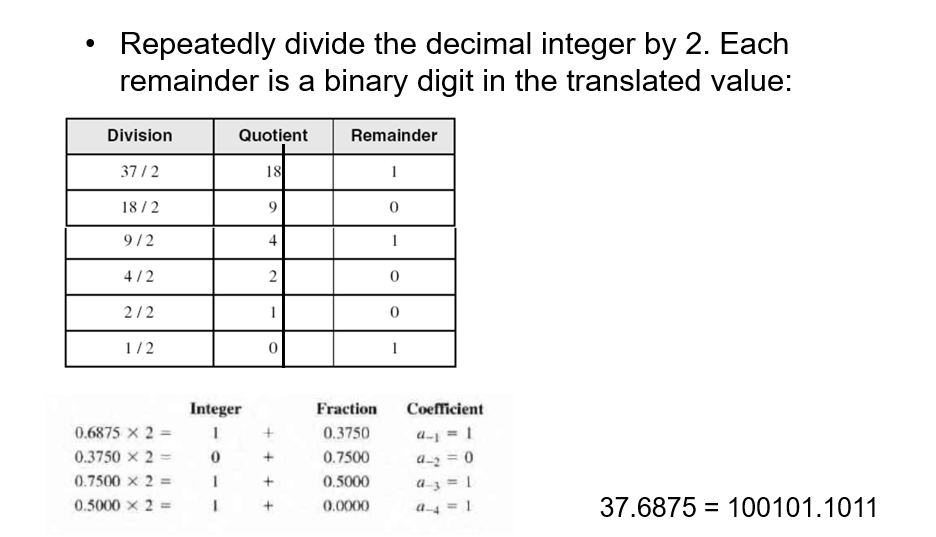 • Repeatedly divide the decimal integer by 2. Each
remainder is a binary digit in the translated value:
Division Quotient Remainder
37 / 2 18 1
18 / 2 9 0
9 / 2 4 1
4 / 2 2 0
2 / 2 1 0
1 / 2 0 1
Integer Fraction Coefficient
0.6875 × 2 = 1 + 0.3750 a₋₁ = 1
0.3750 × 2 = 0 + 0.7500 a₋₂ = 0
0.7500 × 2 = 1 + 0.5000 a₋₃ = 1
0.5000 × 2 = 1 + 0.0000 a₋₄ = 1
37.6875 = 100101.1011